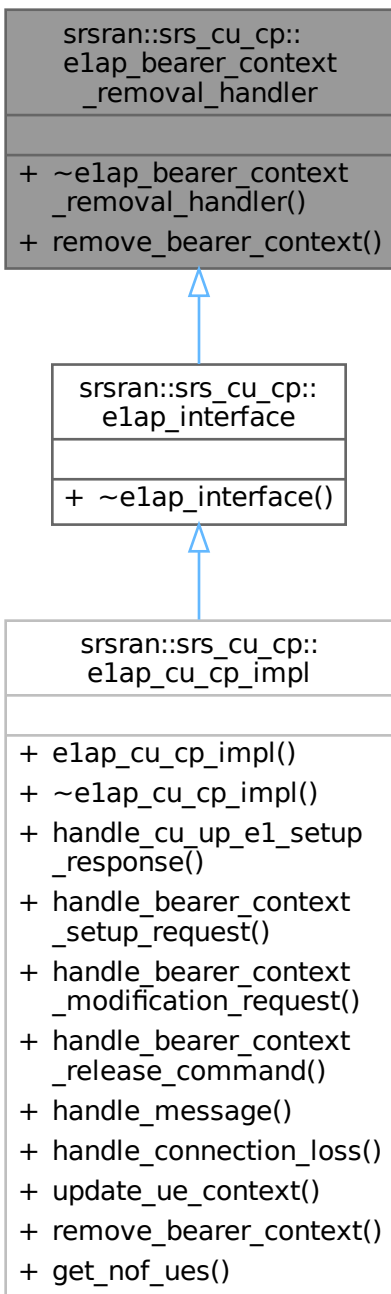 srsran::srs_cu_cp::
e1ap_bearer_context
_removal_handler
+ ~e1ap_bearer_context
_removal_handler()
+ remove_bearer_context()
srsran::srs_cu_cp::
e1ap_interface
+ ~e1ap_interface()
srsran::srs_cu_cp::
e1ap_cu_cp_impl
+ e1ap_cu_cp_impl()
+ ~e1ap_cu_cp_impl()
+ handle_cu_up_e1_setup
_response()
+ handle_bearer_context
_setup_request()
+ handle_bearer_context
_modification_request()
+ handle_bearer_context
_release_command()
+ handle_message()
+ handle_connection_loss()
+ update_ue_context()
+ remove_bearer_context()
+ get_nof_ues()